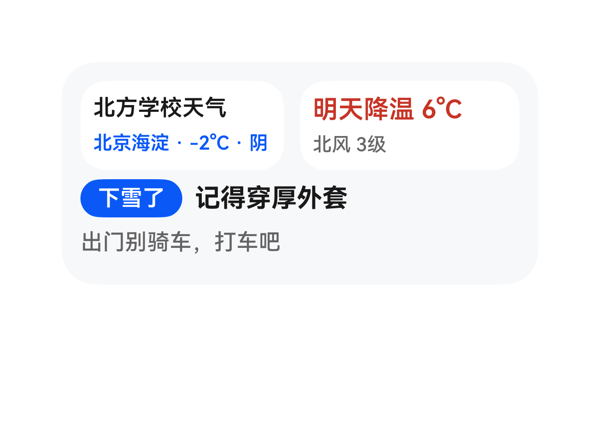 北方学校天气
北京海淀 · -2°C · 阴
明天降温 6°C
北风 3级
下雪了 记得穿厚外套
出门别骑车，打车吧